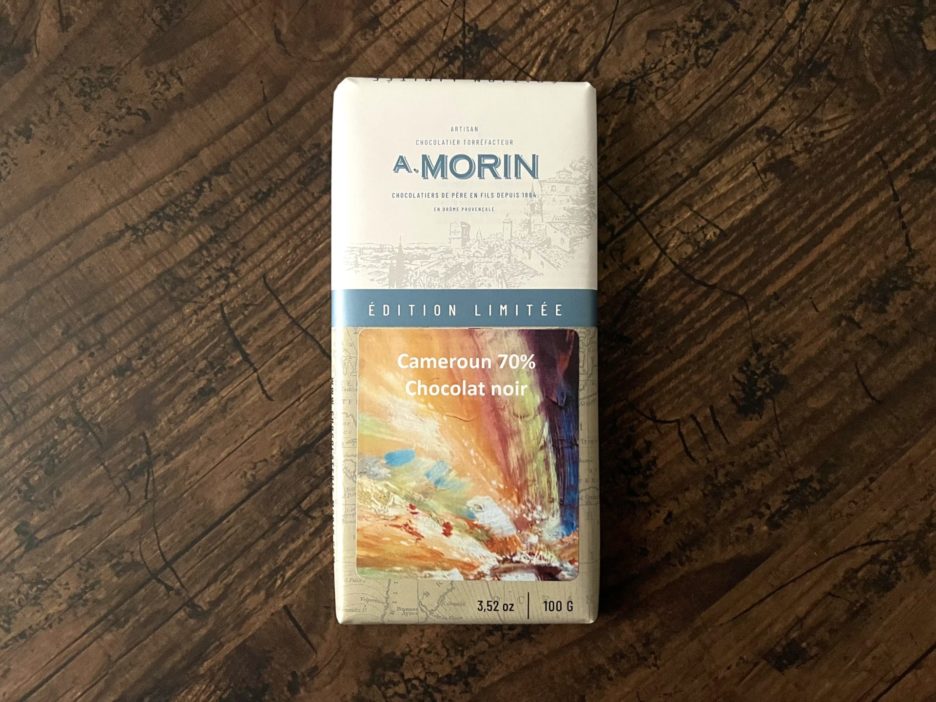 ARTISAN
CHOCOLATIER TORRÉFACTEUR
A. MORIN
CHOCOLATIERS DE PÈRE EN FILS DEPUIS 1884
EN DRÔME PROVENÇALE
ÉDITION LIMITÉE
Cameroun 70%
Chocolat noir
3,52 oz | 100 G